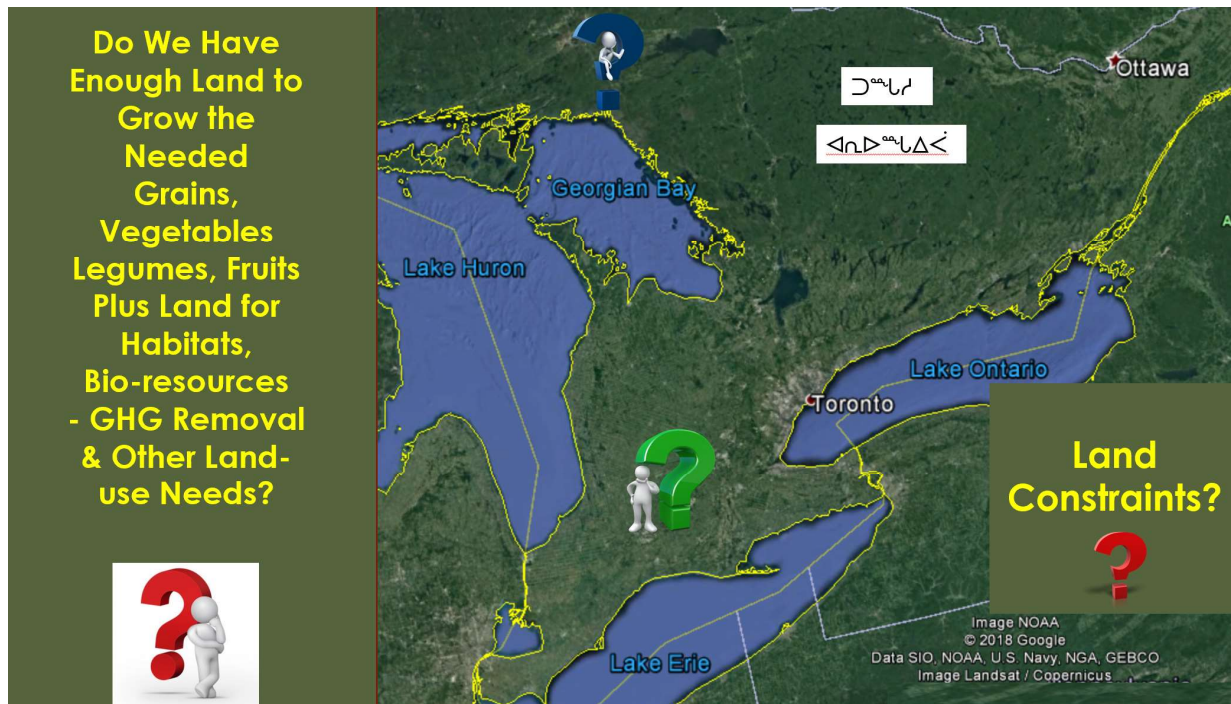 Do We Have
Enough Land to
Grow the
Needed
Grains,
Vegetables
Legumes, Fruits
Plus Land for
Habitats,
Bio-resources
- GHG Removal
& Other Land-
use Needs?
Ottawa
ᑐᙵᓱ
ᐊᑎᐅᙵᐃᐹ
Georgian Bay
Lake Huron
Lake Ontario
Toronto
Lake Erie
Land
Constraints?
Image NOAA
© 2018 Google
Data SIO, NOAA, U.S. Navy, NGA, GEBCO
Image Landsat / Copernicus